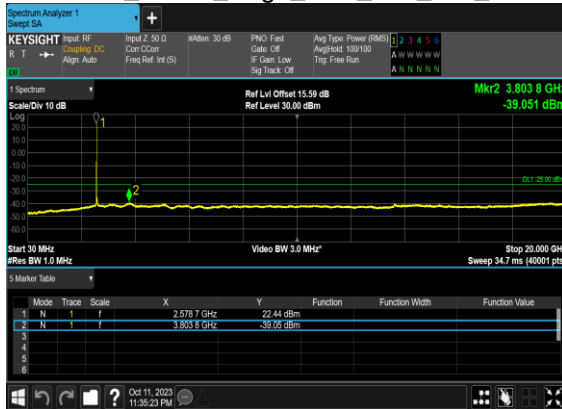 Spectrum Analyzer 1
Swept SA
KEYSIGHT Input: RF Input Z: 50 Ω #Atten: 30 dB PNO: Fast Avg Type: Power (RMS) 1 2 3 4 5 6
R T Coupling: DC Corr CCorr Gate: Off Avg|Hold: 100/100 A W W W W W
Align: Auto Freq Ref: Int (S) IF Gain: Low Trig: Free Run
Sig Track: Off A N N N N N
1 Spectrum Ref Lvl Offset 15.59 dB Mkr2 3.803 8 GHz
Scale/Div 10 dB Ref Level 30.00 dBm -39.051 dBm
Log
20.0
10.0
0.00
-10.0
-20.0
-30.0
-40.0
-50.0
-60.0
1
2
DL1 -25.00 dBm
Start 30 MHz Video BW 3.0 MHz* Stop 20.000 GHz
#Res BW 1.0 MHz Sweep 34.7 ms (40001 pts)
5 Marker Table
Mode Trace Scale X Y Function Function Width Function Value
1 N 1 f 2.578 7 GHz 22.44 dBm
2 N 1 f 3.803 8 GHz -39.05 dBm
3
4
5
6
? Oct 11, 2023
11:35:23 PM